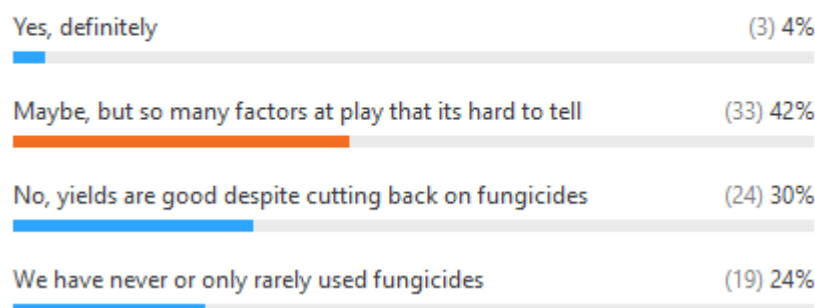 Yes, definitely (3) 4%
Maybe, but so many factors at play that its hard to tell (33) 42%
No, yields are good despite cutting back on fungicides (24) 30%
We have never or only rarely used fungicides (19) 24%